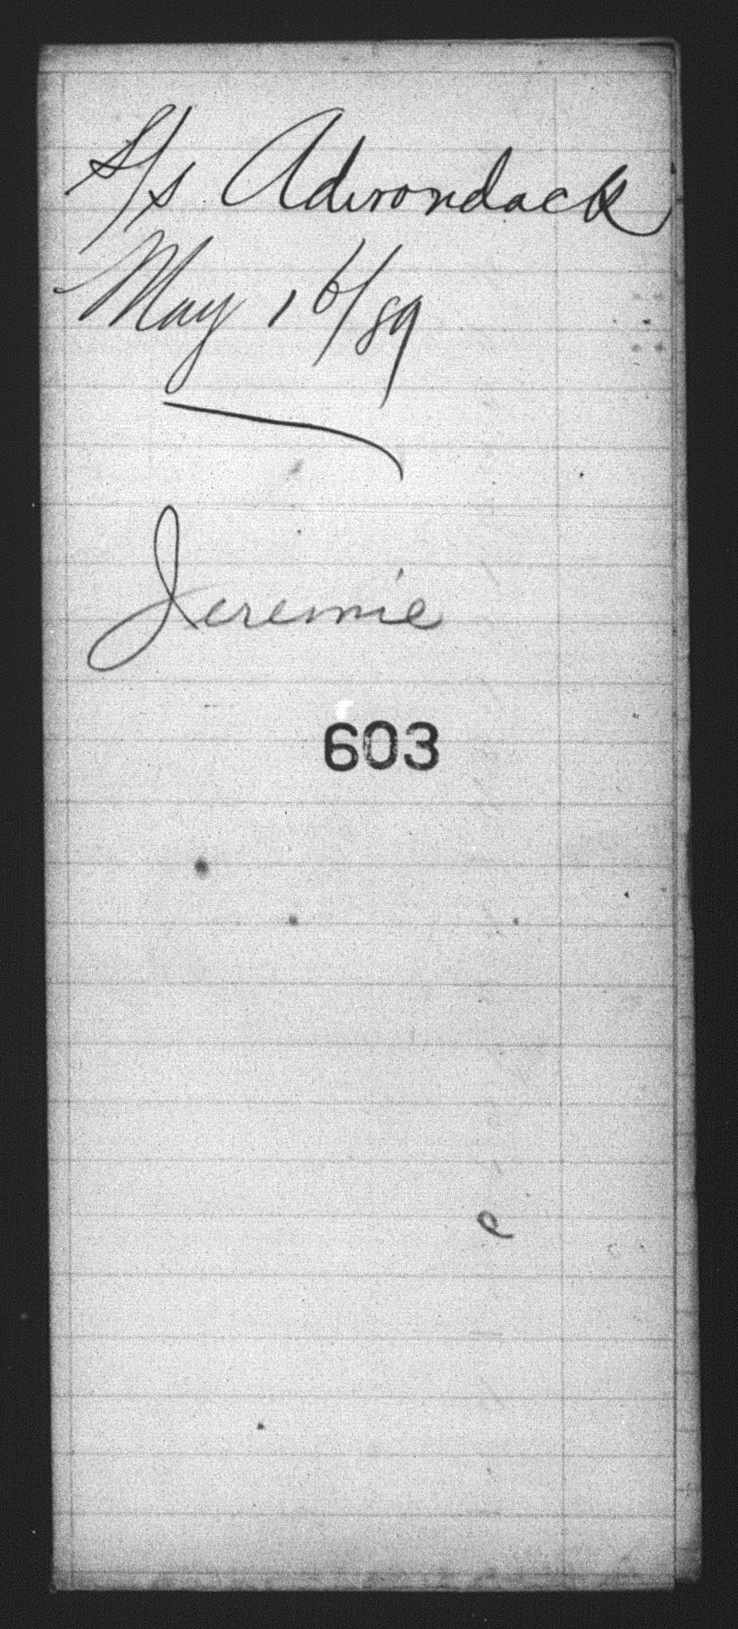 S/s Adirondack
May 16/89
Jeremie
603